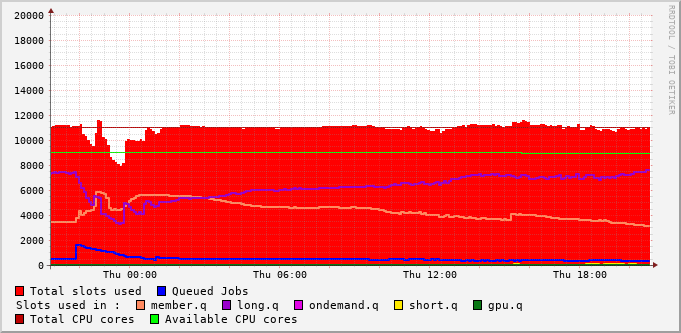 20000
18000
16000
14000
12000
10000
8000
6000
4000
2000
0
Thu 00:00 Thu 06:00 Thu 12:00 Thu 18:00
RRDTOOL / TOBI OETIKER
Total slots used Queued Jobs
Slots used in : member.q long.q ondemand.q short.q gpu.q
Total CPU cores Available CPU cores